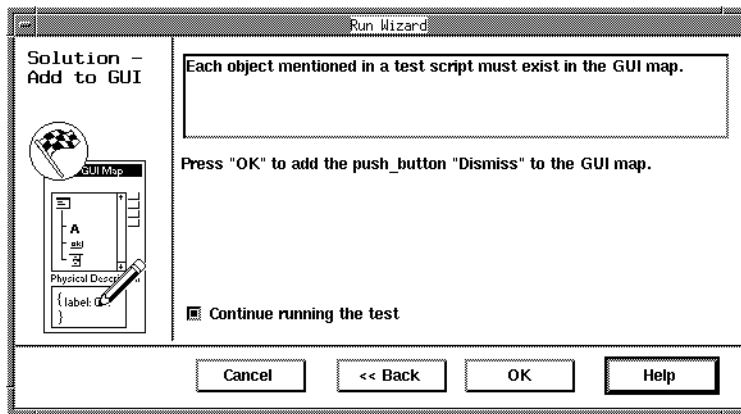 Run Wizard
Solution –
Add to GUI
GUI Map
A
Physical Descr
{label:
}
Each object mentioned in a test script must exist in the GUI map.
Press "OK" to add the push_button "Dismiss" to the GUI map.
Continue running the test
Cancel
<< Back
OK
Help